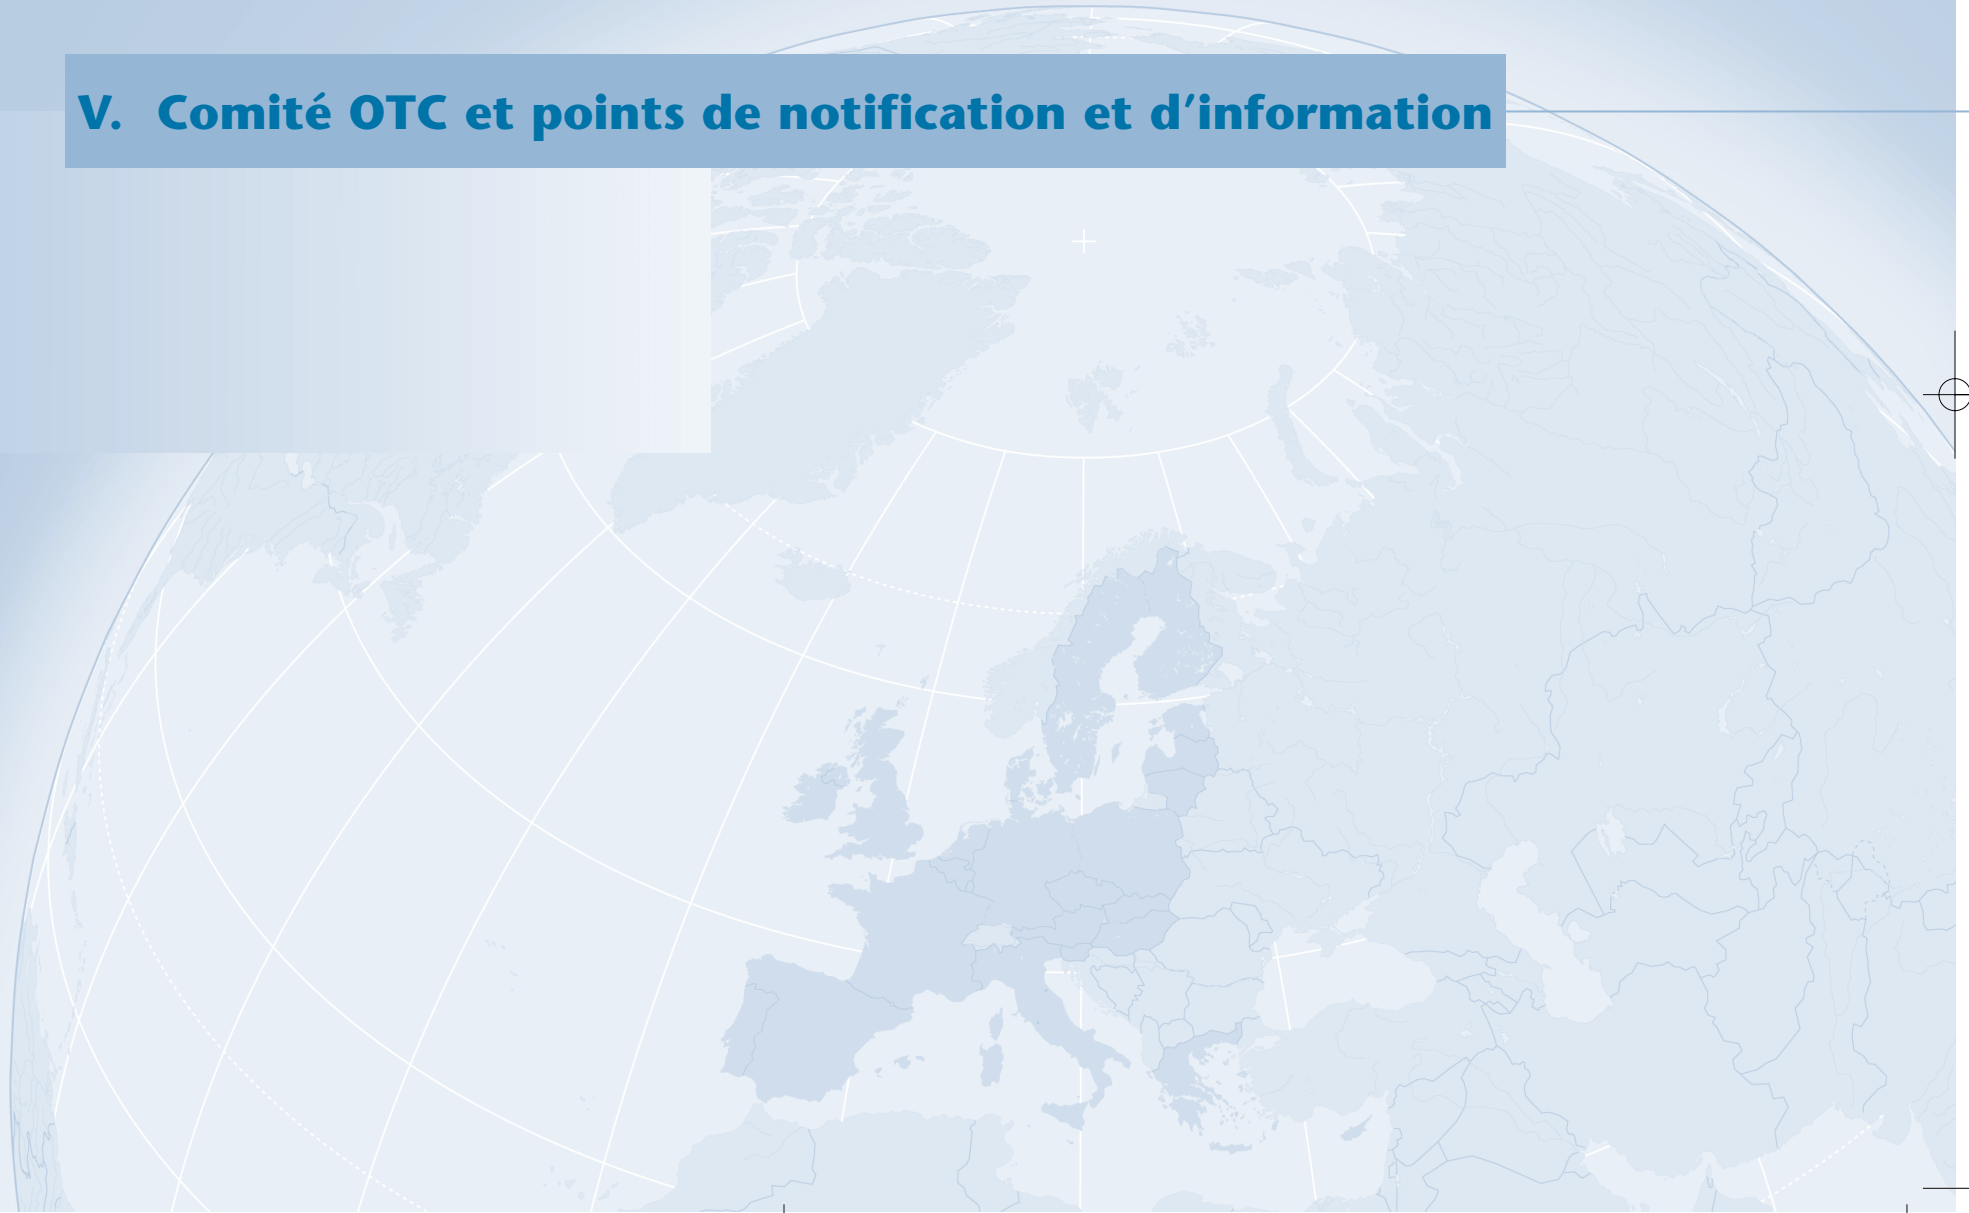 V. Comité OTC et points de notification et d’information